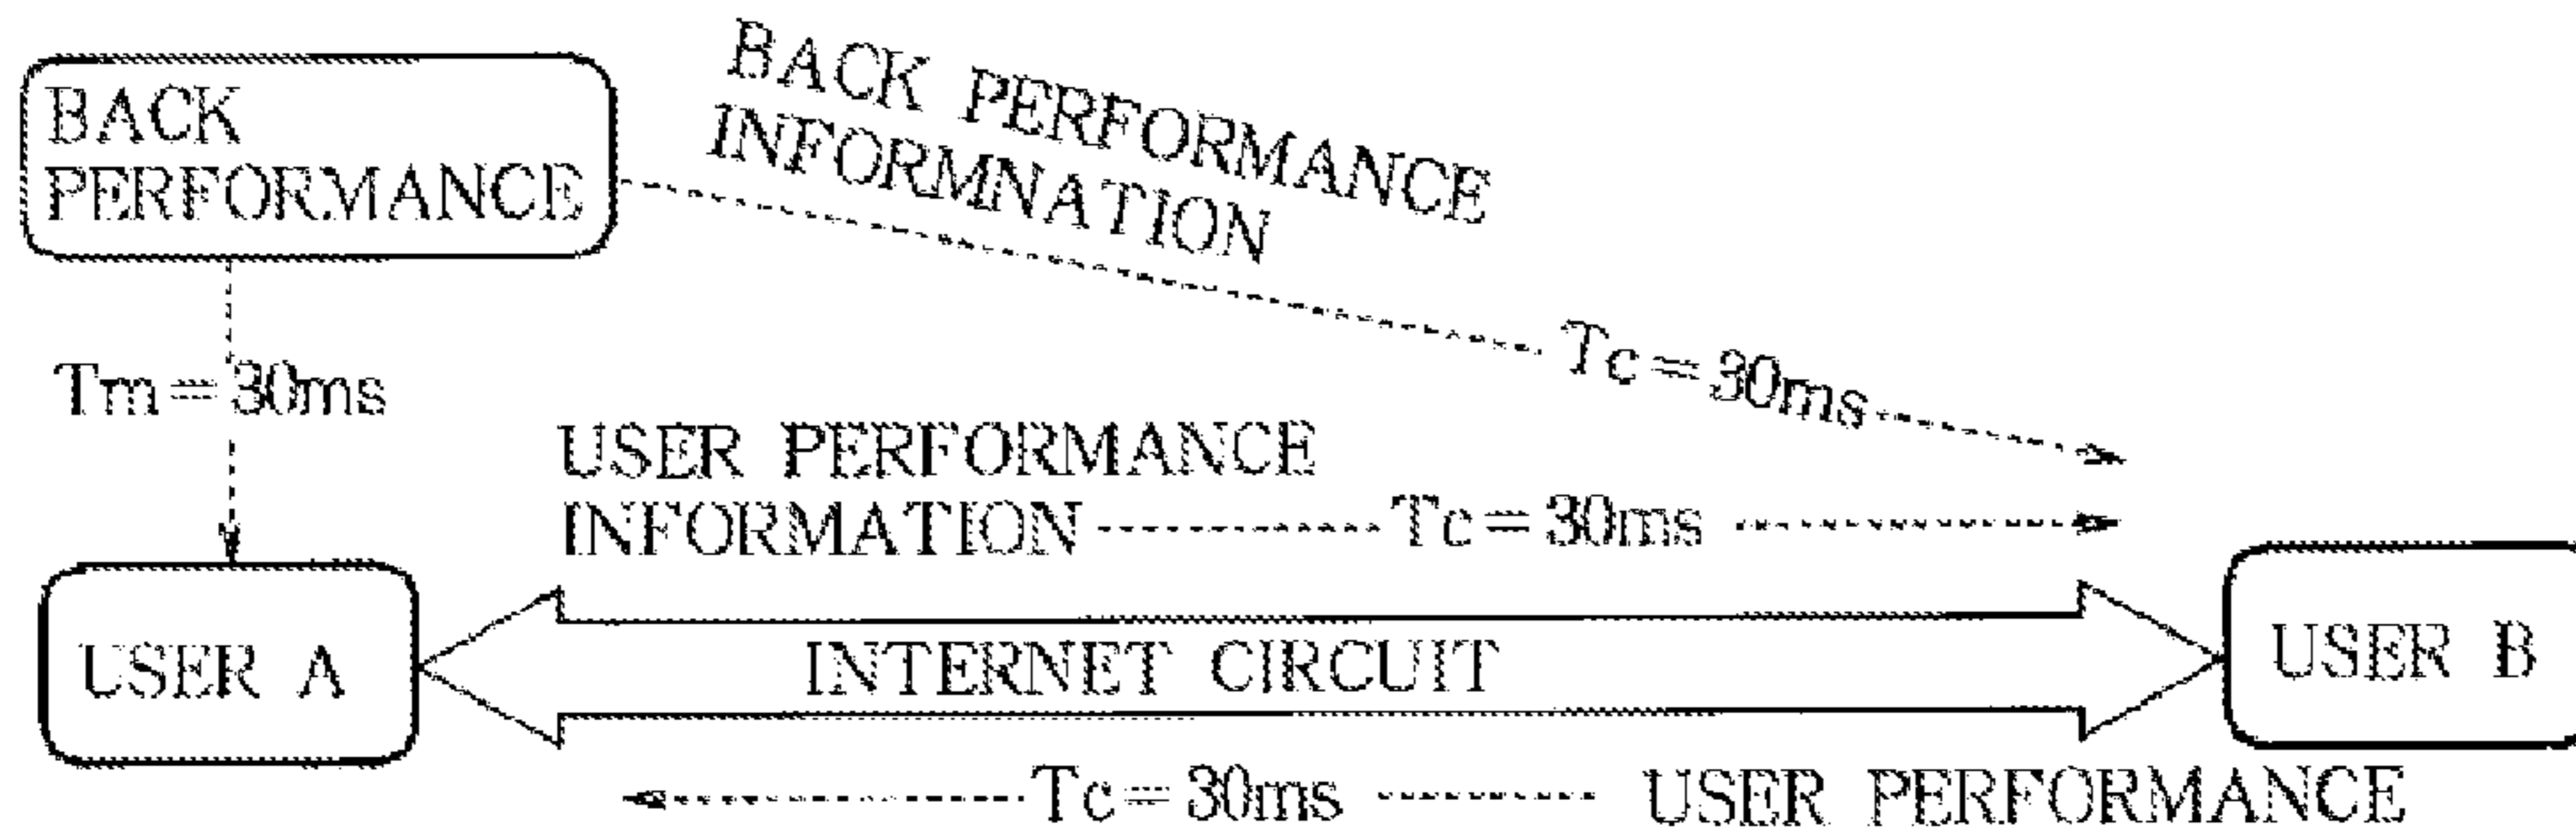 BACK
PERFORMANCE
BACK PERFORMANCE
INFORMNATION
Tm=30ms
Tc=30ms
USER PERFORMANCE
INFORMATION
Tc=30ms
USER A
INTERNET CIRCUIT
USER B
Tc=30ms
USER PERFORMANCE